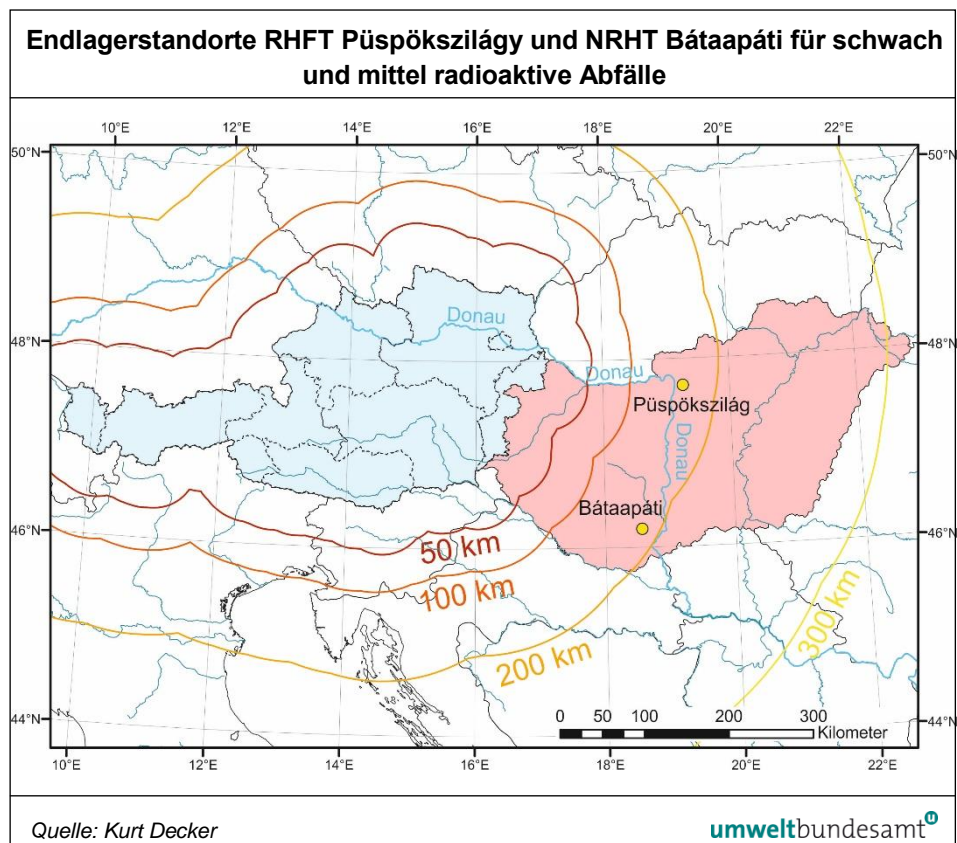 Endlagerstandorte RHFT Püspökszilágy und NRHT Bátaapáti für schwach
und mittel radioaktive Abfälle
10°E 12°E 14°E 16°E 18°E 20°E 22°E
50°N 50°N
Donau
48°N 48°N
Donau
Püspökszilág
Donau
Bátaapáti
46°N 46°N
50 km
100 km
200 km
300 km
0 50 100 200 300
Kilometer
44°N 44°N
10°E 12°E 14°E 16°E 18°E 20°E 22°E
Quelle: Kurt Decker
umweltbundesamt u